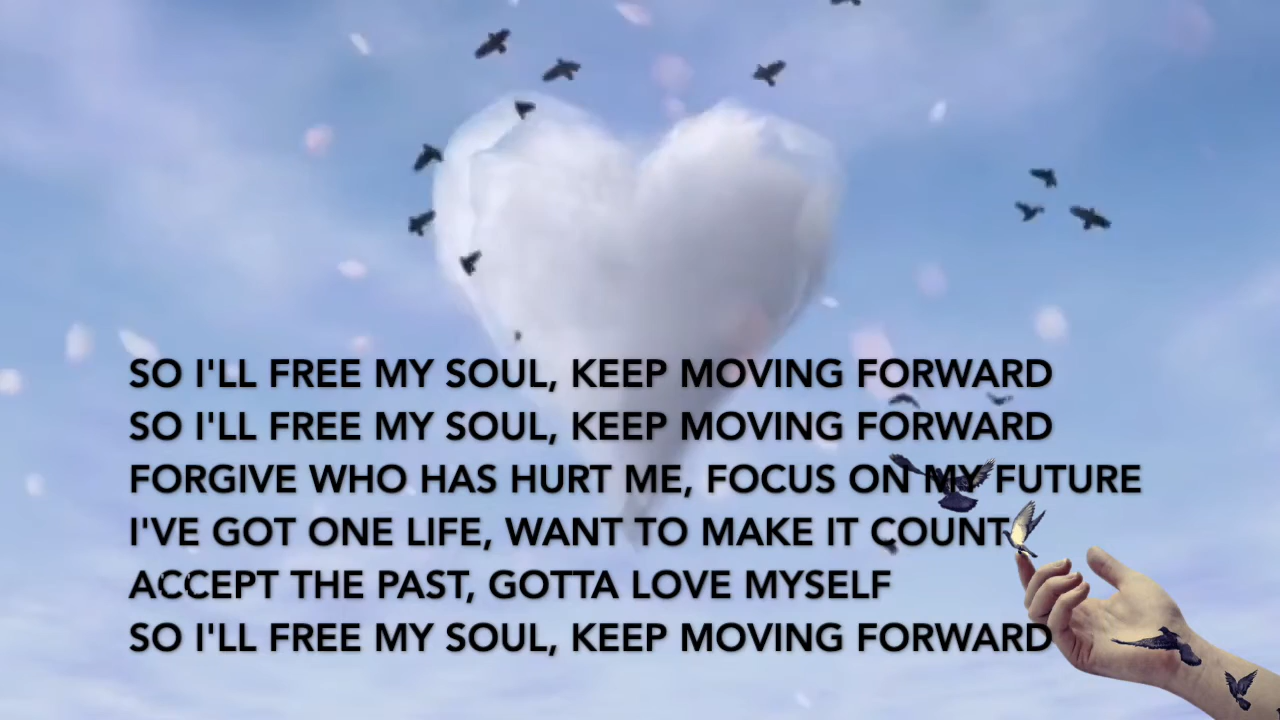 SO I'LL FREE MY SOUL, KEEP MOVING FORWARD
SO I'LL FREE MY SOUL, KEEP MOVING FORWARD
FORGIVE WHO HAS HURT ME, FOCUS ON MY FUTURE
I'VE GOT ONE LIFE, WANT TO MAKE IT COUNT
ACCEPT THE PAST, GOTTA LOVE MYSELF
SO I'LL FREE MY SOUL, KEEP MOVING FORWARD